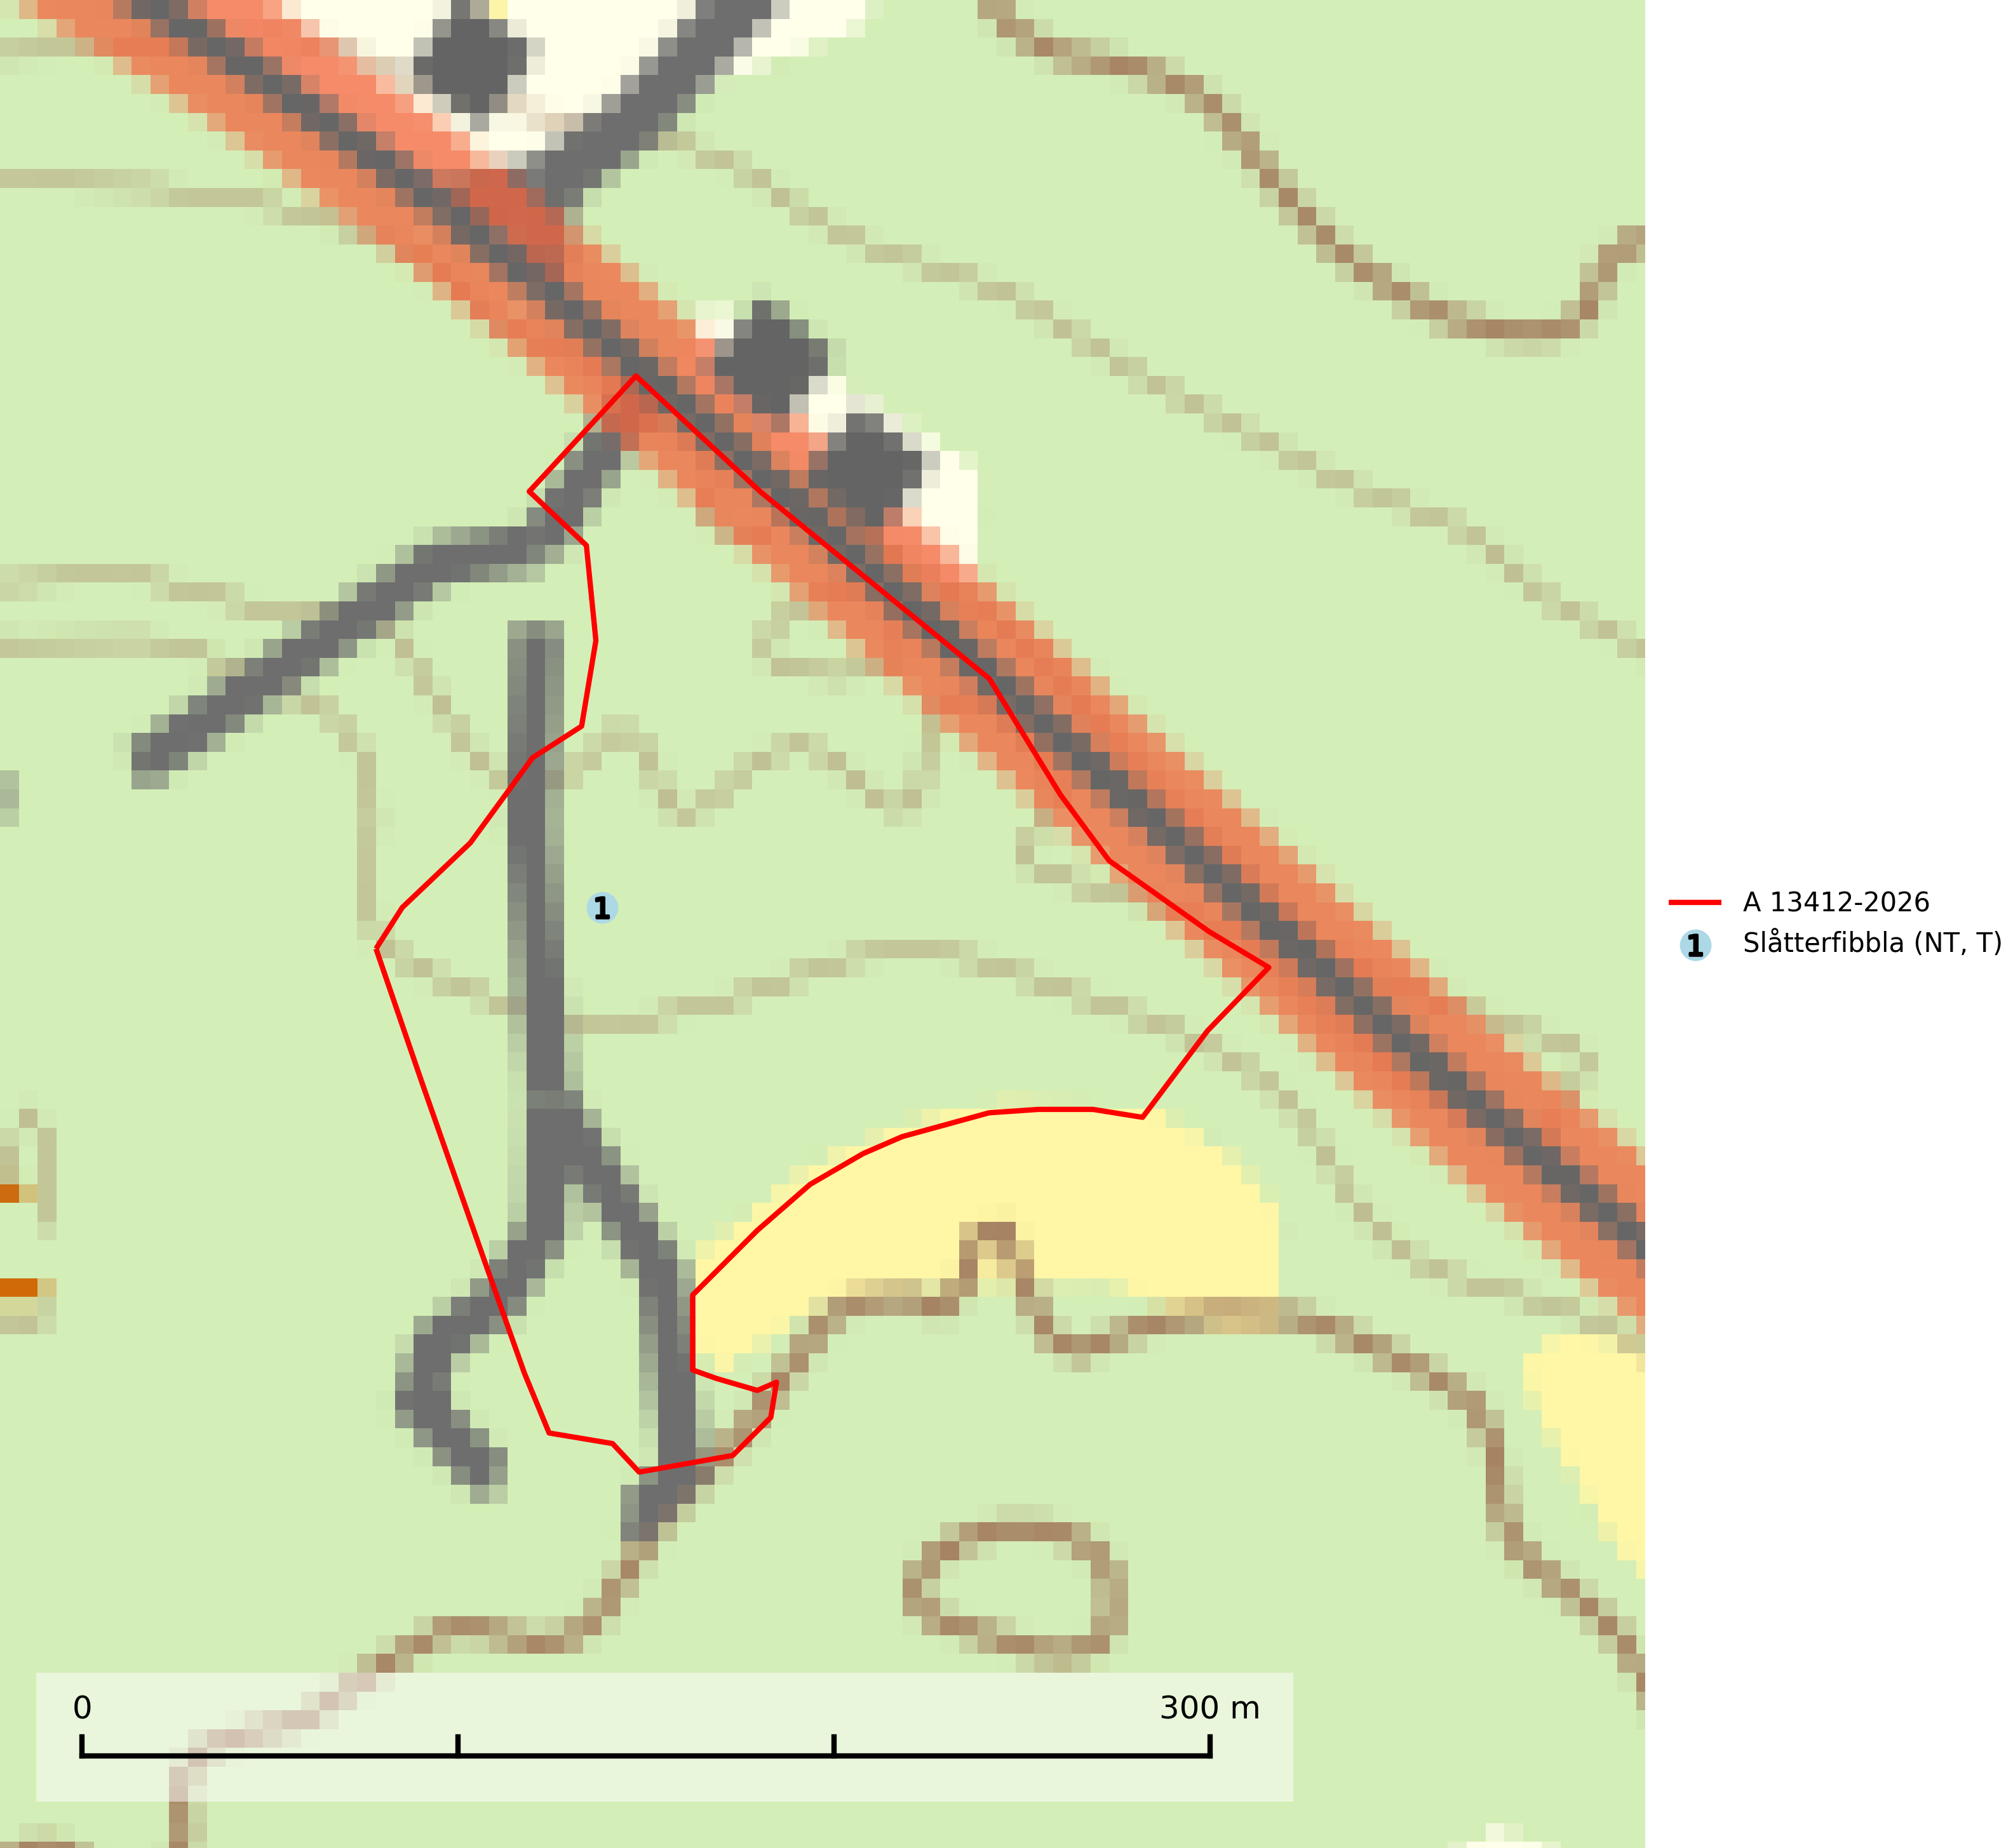 1
A 13412-2026
1 Slåtterfibbla (NT, T)
0 300 m